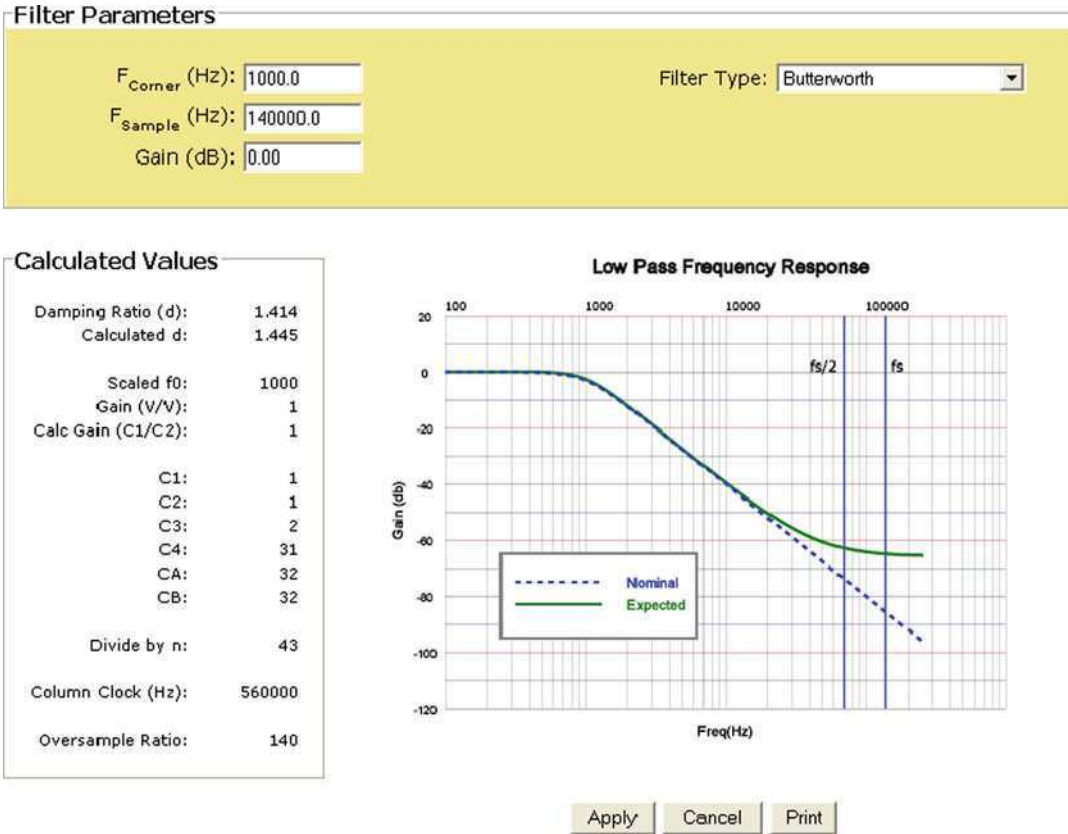 Filter Parameters
F Corner (Hz): 1000.0
Filter Type: Butterworth
F Sample (Hz): 140000.0
Gain (dB): 0.00
Calculated Values
Damping Ratio (d): 1.414
Calculated d: 1.445
Scaled f0: 1000
Gain (V/V): 1
Calc Gain (C1/C2): 1
C1: 1
C2: 1
C3: 2
C4: 31
CA: 32
CB: 32
Divide by n: 43
Column Clock (Hz): 560000
Oversample Ratio: 140
Low Pass Frequency Response
100 1000 10000 100000
20
0
-20
-40
-60
-80
-100
-120
Gain (db)
fs/2 fs
Nominal
Expected
Freq(Hz)
Apply Cancel Print